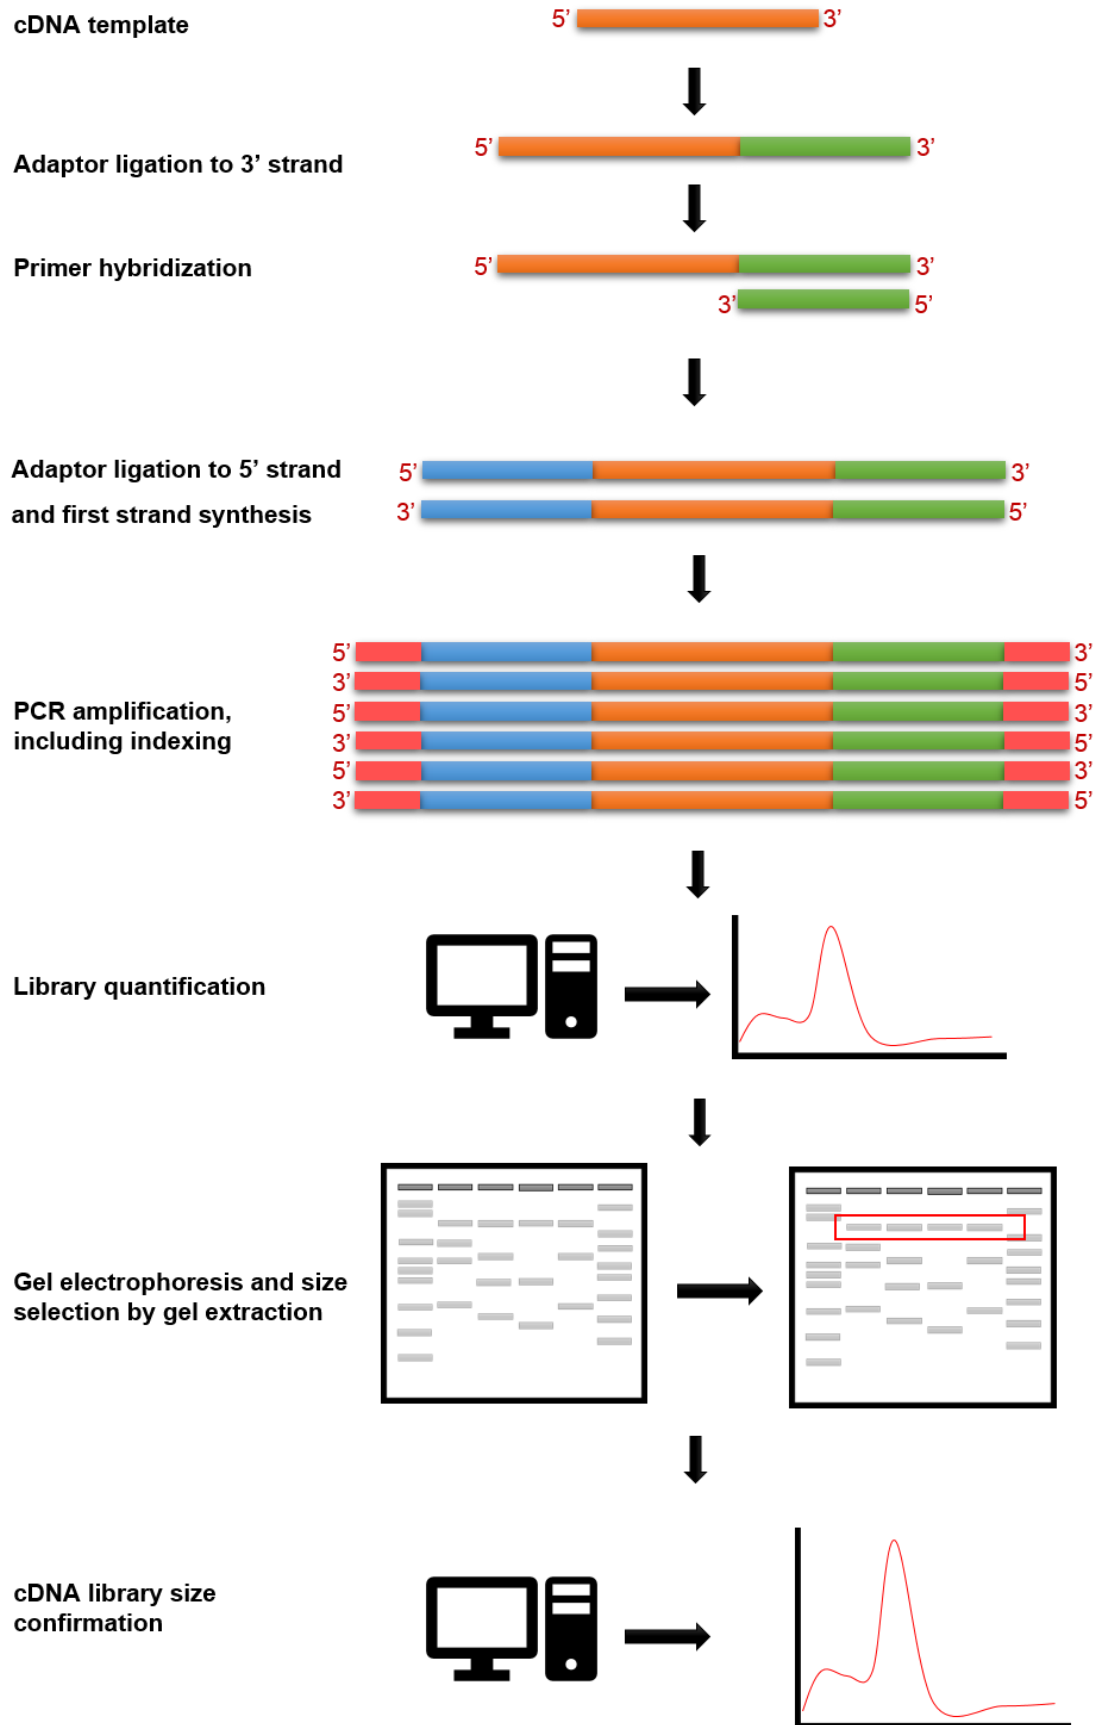 cDNA template
5’ 3’
Adaptor ligation to 3’ strand
5’ 3’
Primer hybridization
5’ 3’
3’ 5’
Adaptor ligation to 5’ strand
and first strand synthesis
5’ 3’
3’ 5’
PCR amplification,
including indexing
5’ 3’
3’ 5’
5’ 3’
3’ 5’
5’ 3’
3’ 5’
Library quantification
Gel electrophoresis and size
selection by gel extraction
cDNA library size
confirmation